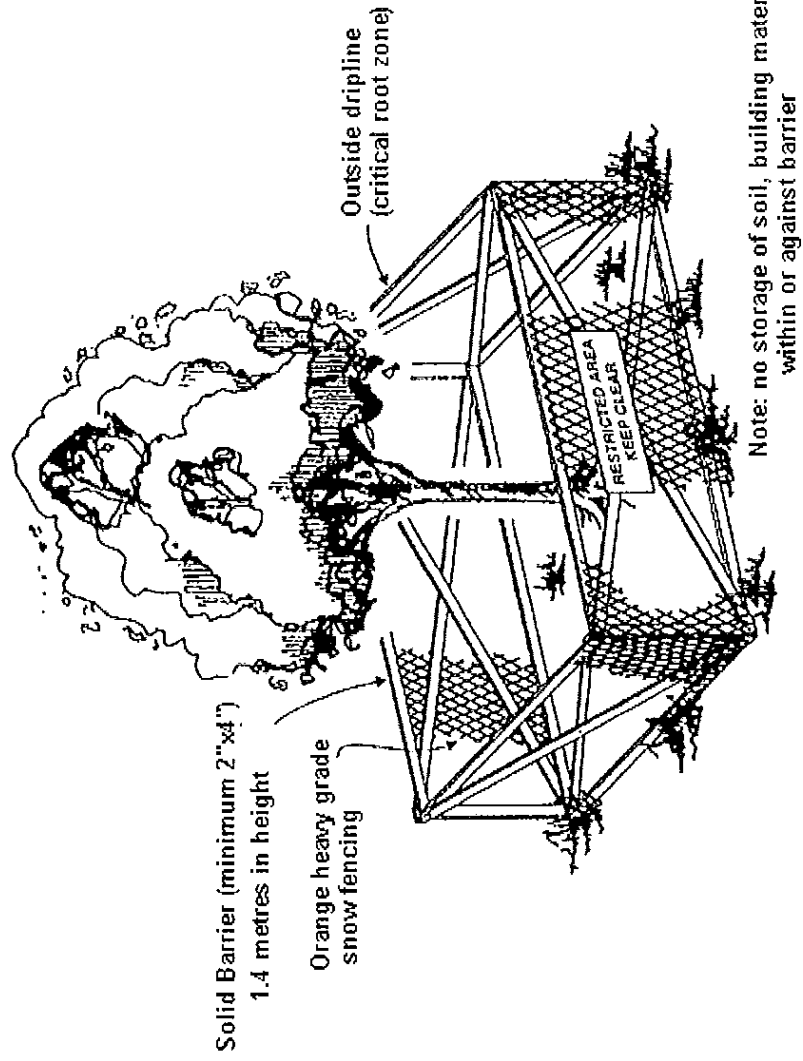 Solid Barrier (minimum 2"x4")
1.4 metres in height
Orange heavy grade
snow fencing
Outside dripline
(critical root zone)
RESTRICTED AREA
KEEP CLEAR
Note: no storage of soil, building mater
within or against barrier